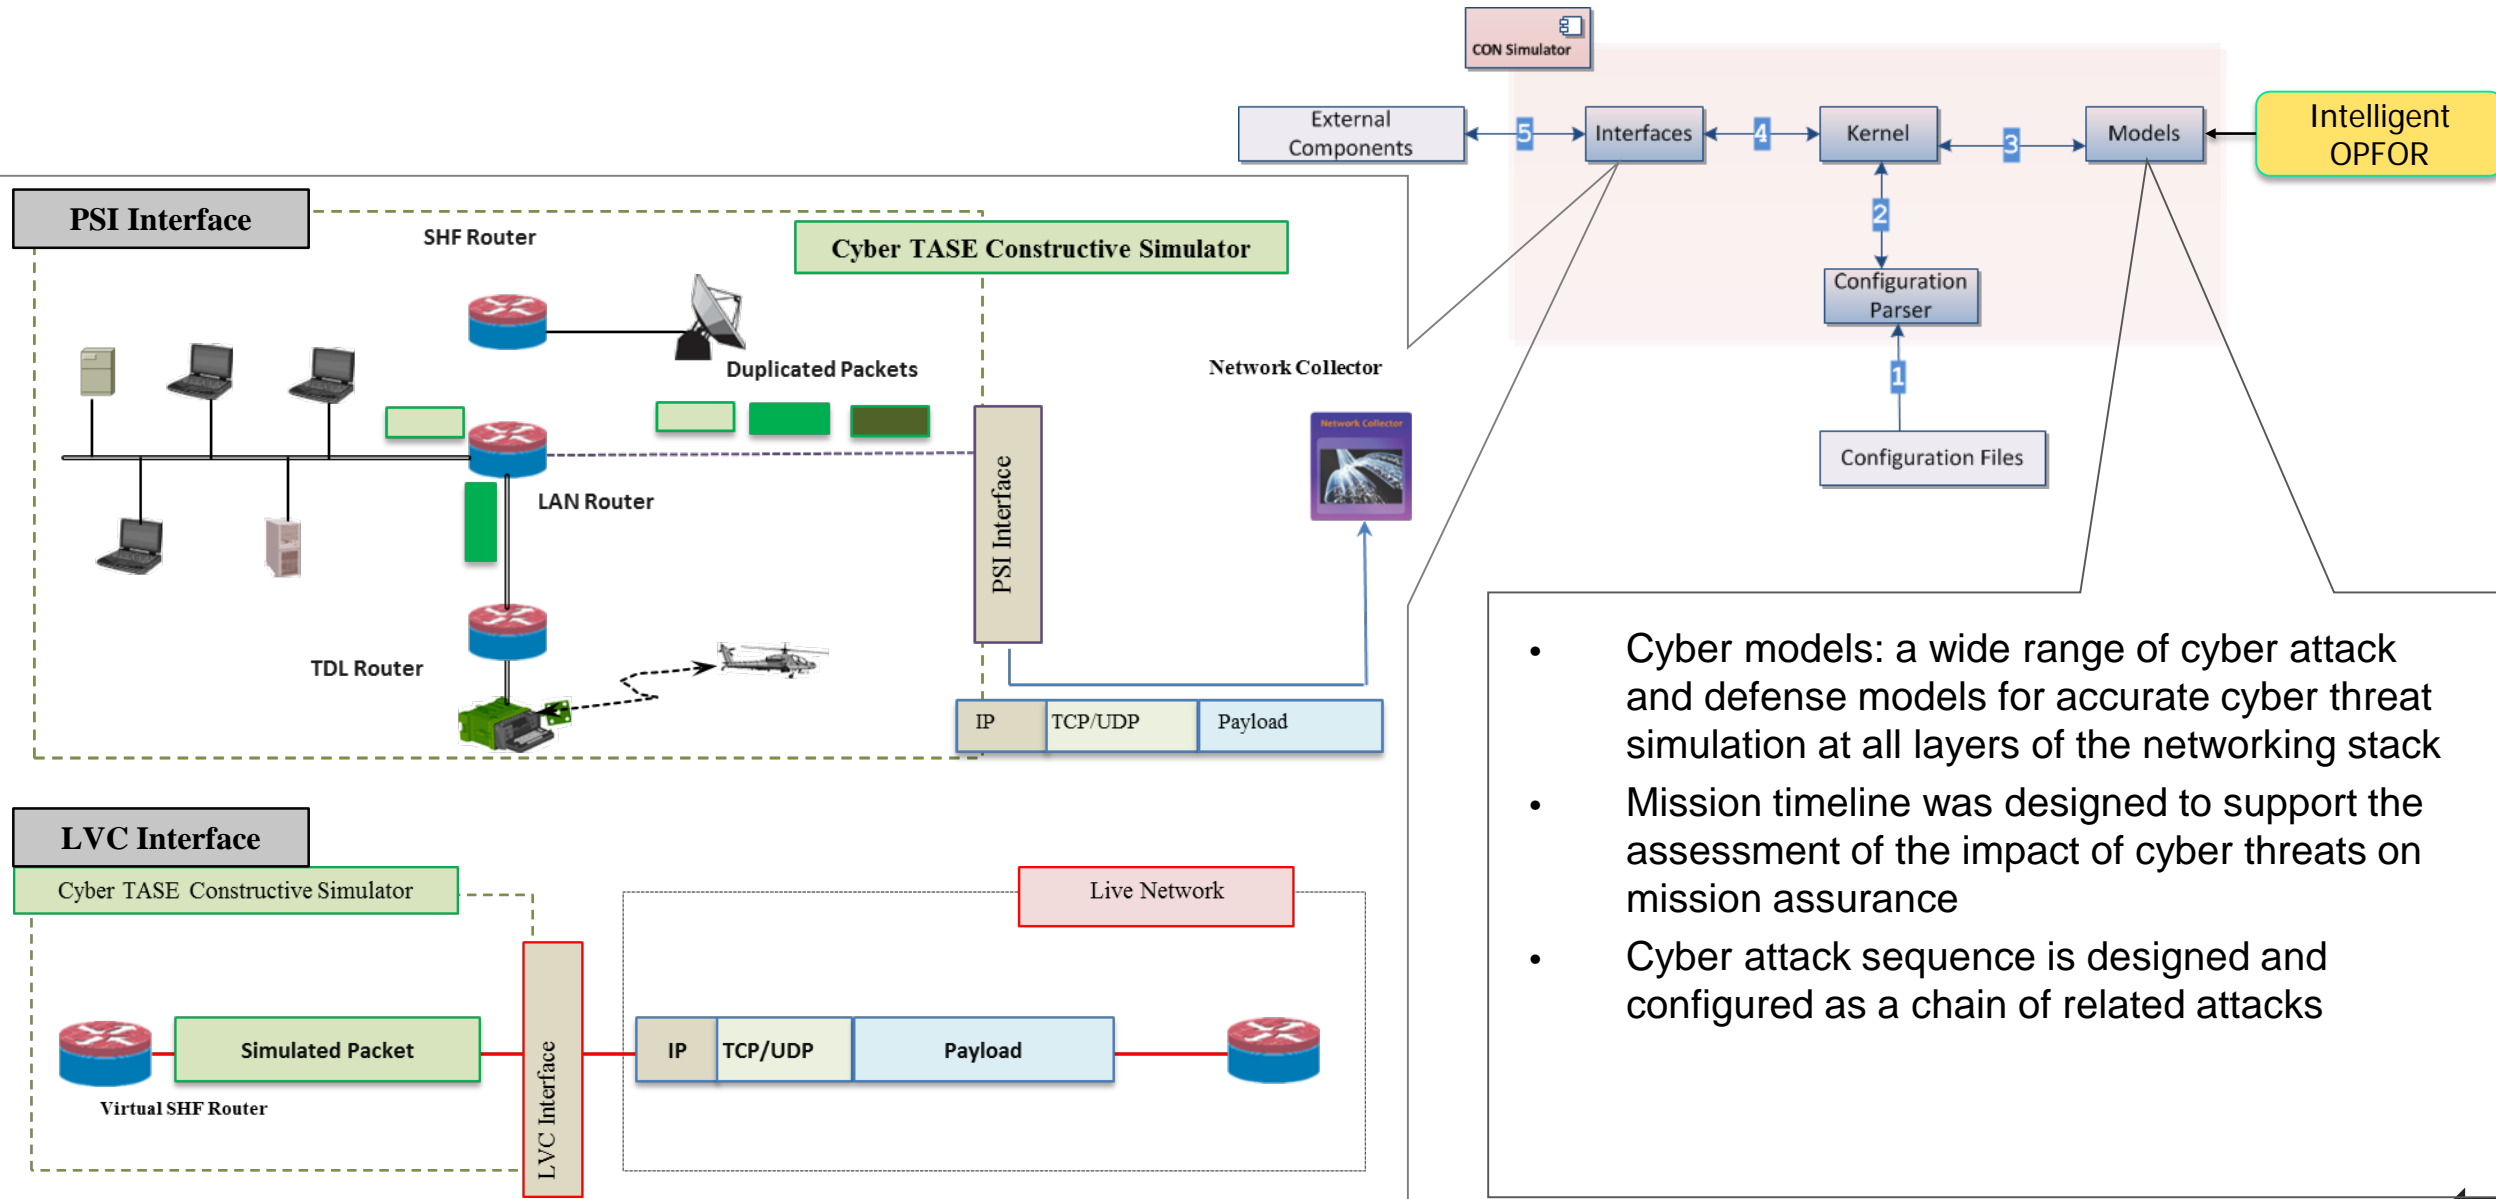 CON Simulator
External
Components
5
Interfaces
4
Kernel
3
Models
Intelligent
OPFOR
2
Configuration
Parser
1
Configuration Files
PSI Interface
SHF Router
Cyber TASE Constructive Simulator
Duplicated Packets
Network Collector
Network Collector
LAN Router
PSI Interface
TDL Router
IP
TCP/UDP
Payload
LVC Interface
Cyber TASE Constructive Simulator
Live Network
Simulated Packet
IP
TCP/UDP
Payload
Virtual SHF Router
LVC Interface
• Cyber models: a wide range of cyber attack
and defense models for accurate cyber threat
simulation at all layers of the networking stack
• Mission timeline was designed to support the
assessment of the impact of cyber threats on
mission assurance
• Cyber attack sequence is designed and
configured as a chain of related attacks